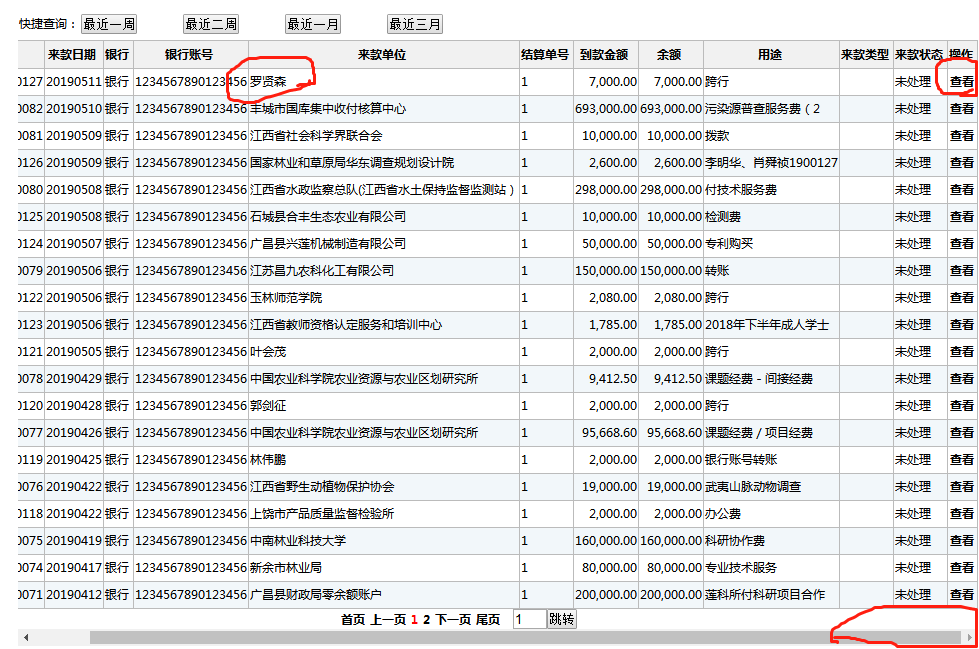 快捷查询： 最近一周 最近二周 最近一月 最近三月
来款日期 银行 银行账号 来款单位 结算单号 到款金额 余额 用途 来款类型 来款状态 操作
0127 20190511 银行 1234567890123456 罗贤森 1 7,000.00 7,000.00 跨行 未处理 查看
0082 20190510 银行 1234567890123456 丰城市国库集中收付核算中心 1 693,000.00 693,000.00 污染源普查服务费（2 未处理 查看
0081 20190509 银行 1234567890123456 江西省社会科学界联合会 1 10,000.00 10,000.00 拨款 未处理 查看
0126 20190509 银行 1234567890123456 国家林业和草原局华东调查规划设计院 1 2,600.00 2,600.00 李明华、肖舜祯1900127 未处理 查看
0080 20190508 银行 1234567890123456 江西省水政监察总队(江西省水土保持监督监测站） 1 298,000.00 298,000.00 付技术服务费 未处理 查看
0125 20190508 银行 1234567890123456 石城县合丰生态农业有限公司 1 10,000.00 10,000.00 检测费 未处理 查看
0124 20190507 银行 1234567890123456 广昌县兴莲机械制造有限公司 1 50,000.00 50,000.00 专利购买 未处理 查看
0079 20190506 银行 1234567890123456 江苏昌九农科化工有限公司 1 150,000.00 150,000.00 转账 未处理 查看
0122 20190506 银行 1234567890123456 玉林师范学院 1 2,080.00 2,080.00 跨行 未处理 查看
0123 20190506 银行 1234567890123456 江西省教师资格认定服务和培训中心 1 1,785.00 1,785.00 2018年下半年成人学士 未处理 查看
0121 20190505 银行 1234567890123456 叶会茂 1 2,000.00 2,000.00 跨行 未处理 查看
0078 20190429 银行 1234567890123456 中国农业科学院农业资源与农业区划研究所 1 9,412.50 9,412.50 课题经费－间接经费 未处理 查看
0120 20190428 银行 1234567890123456 郭剑征 1 2,000.00 2,000.00 跨行 未处理 查看
0077 20190426 银行 1234567890123456 中国农业科学院农业资源与农业区划研究所 1 95,668.60 95,668.60 课题经费／项目经费 未处理 查看
0119 20190425 银行 1234567890123456 林伟鹏 1 2,000.00 2,000.00 银行账号转账 未处理 查看
0076 20190422 银行 1234567890123456 江西省野生动植物保护协会 1 19,000.00 19,000.00 武夷山脉动物调查 未处理 查看
0118 20190422 银行 1234567890123456 上饶市产品质量监督检验所 1 2,000.00 2,000.00 办公费 未处理 查看
0075 20190419 银行 1234567890123456 中南林业科技大学 1 160,000.00 160,000.00 科研协作费 未处理 查看
0074 20190417 银行 1234567890123456 新余市林业局 1 80,000.00 80,000.00 专业技术服务 未处理 查看
0071 20190412 银行 1234567890123456 广昌县财政局零余额账户 1 200,000.00 200,000.00 莲科所付科研项目合作 未处理 查看
首页 上一页 1 2 下一页 尾页 1 跳转